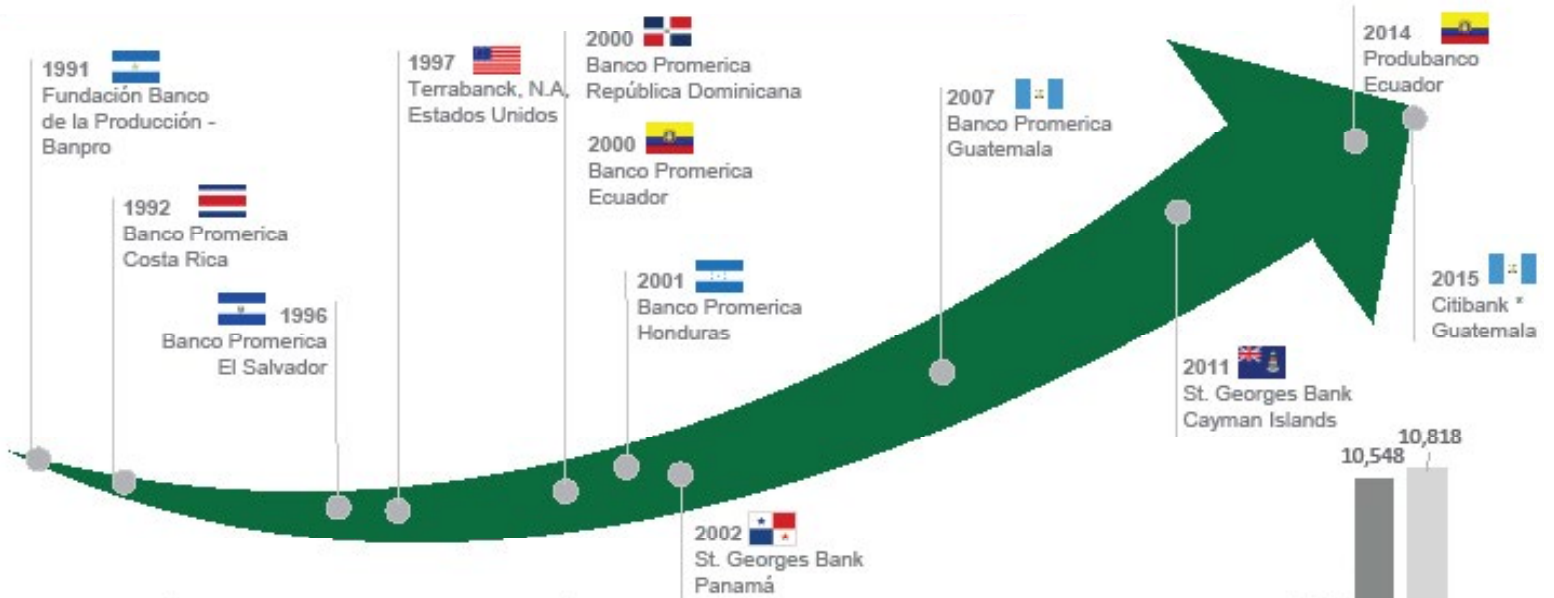 1991
Fundación Banco
de la Producción -
Banpro
1992
Banco Promerica
Costa Rica
1996
Banco Promerica
El Salvador
1997
Terrabanck, N.A,
Estados Unidos
2000
Banco Promerica
República Dominicana
2000
Banco Promerica
Ecuador
2001
Banco Promerica
Honduras
2002
St. Georges Bank
Panamá
2007
Banco Promerica
Guatemala
2011
St. Georges Bank
Cayman Islands
2014
Produbanco
Ecuador
2015
Citibank *
Guatemala
10,548
10,818